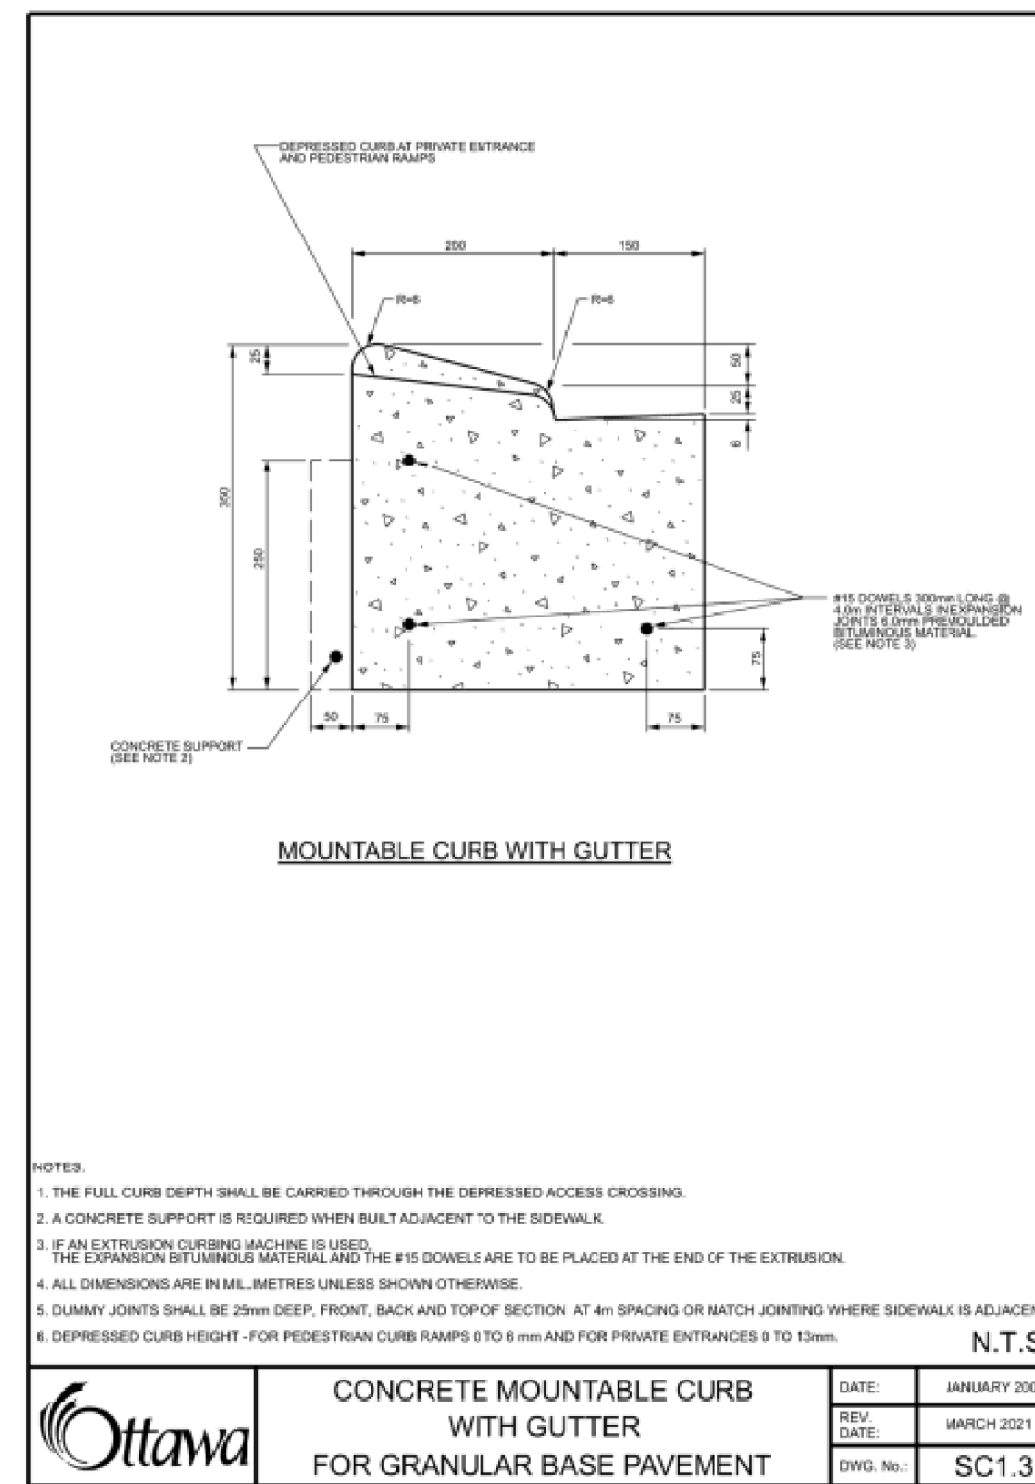 DEPRESSED CURB AT PRIVATE ENTRANCE
AND PEDESTRIAN RAMPS
200
150
R=6
R=6
25
50
25
6
350
250
75
50
75
75
#15 DOWELS 300mm LONG @
4.0m INTERVALS IN EXPANSION
JOINTS 6.0mm PREMOULDED
BITUMINOUS MATERIAL
(SEE NOTE 3)
CONCRETE SUPPORT
(SEE NOTE 2)
MOUNTABLE CURB WITH GUTTER
NOTES.
1. THE FULL CURB DEPTH SHALL BE CARRIED THROUGH THE DEPRESSED ACCESS CROSSING.
2. A CONCRETE SUPPORT IS REQUIRED WHEN BUILT ADJACENT TO THE SIDEWALK.
3. IF AN EXTRUSION CURBING MACHINE IS USED,
THE EXPANSION BITUMINOUS MATERIAL AND THE #15 DOWELS ARE TO BE PLACED AT THE END OF THE EXTRUSION.
4. ALL DIMENSIONS ARE IN MILLIMETRES UNLESS SHOWN OTHERWISE.
5. DUMMY JOINTS SHALL BE 25mm DEEP, FRONT, BACK AND TOP OF SECTION AT 4m SPACING OR MATCH JOINTING WHERE SIDEWALK IS ADJACEN
6. DEPRESSED CURB HEIGHT - FOR PEDESTRIAN CURB RAMPS 0 TO 6 mm AND FOR PRIVATE ENTRANCES 0 TO 13mm.
N.T.S
Ottawa
CONCRETE MOUNTABLE CURB
WITH GUTTER
FOR GRANULAR BASE PAVEMENT
DATE: JANUARY 200
REV.
DATE: MARCH 2021
DWG. No.: SC1.3